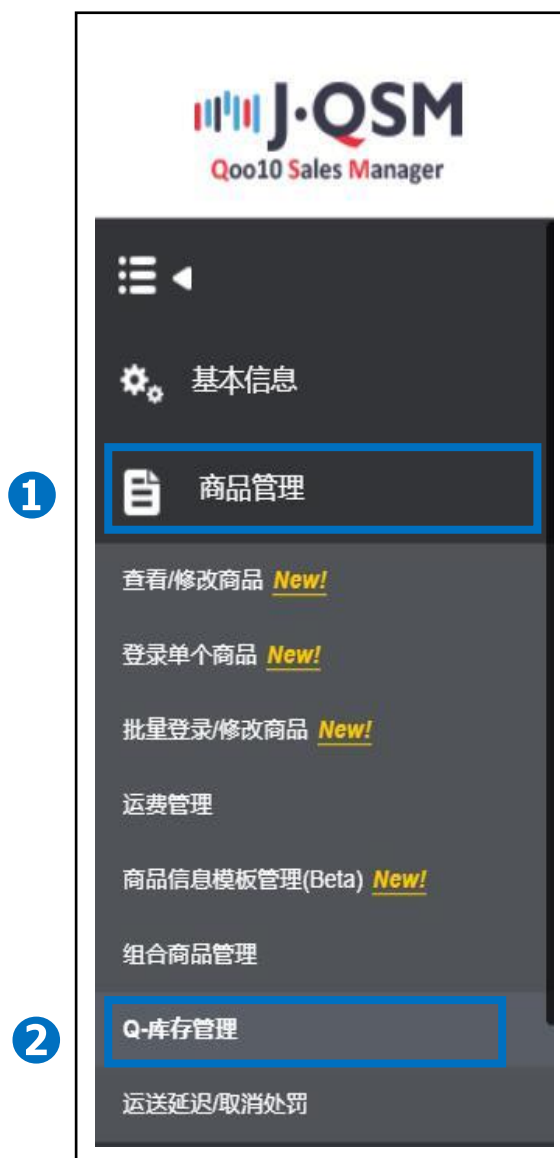 J·QSM
Qoo10 Sales Manager
基本信息
1
商品管理
查看/修改商品 New!
登录单个商品 New!
批量登录/修改商品 New!
运费管理
商品信息模板管理(Beta) New!
组合商品管理
2
Q-库存管理
运送延迟/取消处罚